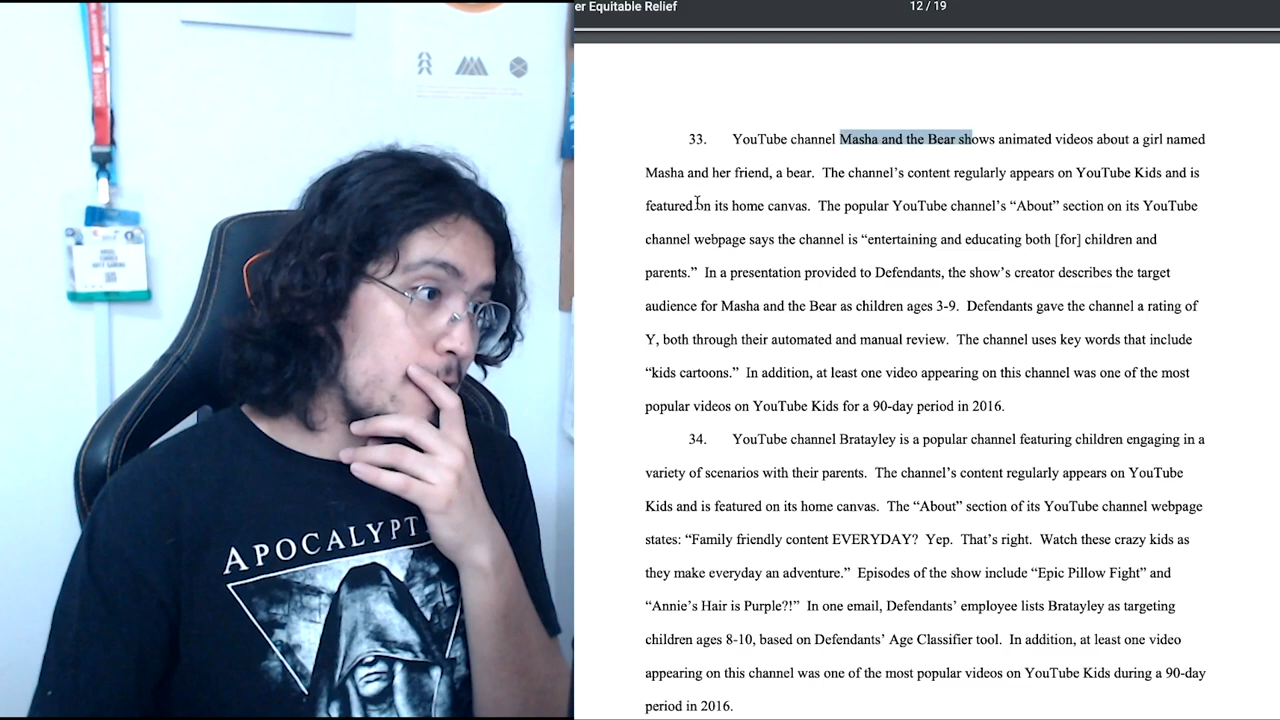 er Equitable Relief
12 / 19
33. YouTube channel Masha and the Bear shows animated videos about a girl named
Masha and her friend, a bear. The channel’s content regularly appears on YouTube Kids and is
featured on its home canvas. The popular YouTube channel’s “About” section on its YouTube
channel webpage says the channel is “entertaining and educating both [for] children and
parents.” In a presentation provided to Defendants, the show’s creator describes the target
audience for Masha and the Bear as children ages 3-9. Defendants gave the channel a rating of
Y, both through their automated and manual review. The channel uses key words that include
“kids cartoons.” In addition, at least one video appearing on this channel was one of the most
popular videos on YouTube Kids for a 90-day period in 2016.
34. YouTube channel Bratayley is a popular channel featuring children engaging in a
variety of scenarios with their parents. The channel’s content regularly appears on YouTube
Kids and is featured on its home canvas. The “About” section of its YouTube channel webpage
states: “Family friendly content EVERYDAY? Yep. That’s right. Watch these crazy kids as
they make everyday an adventure.” Episodes of the show include “Epic Pillow Fight” and
“Annie’s Hair is Purple?!” In one email, Defendants’ employee lists Bratayley as targeting
children ages 8-10, based on Defendants’ Age Classifier tool. In addition, at least one video
appearing on this channel was one of the most popular videos on YouTube Kids during a 90-day
period in 2016.
APOCALYPT